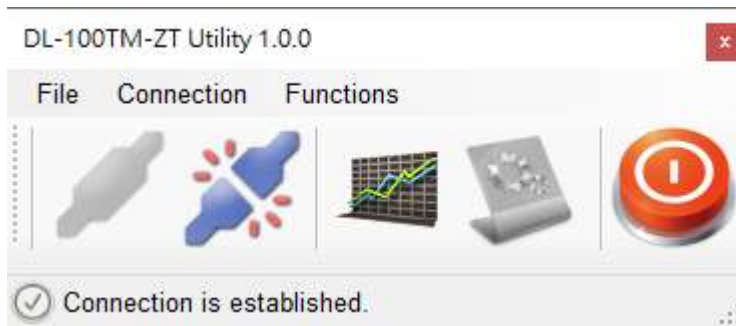 DL-100TM-ZT Utility 1.0.0
x
File Connection Functions
Connection is established.